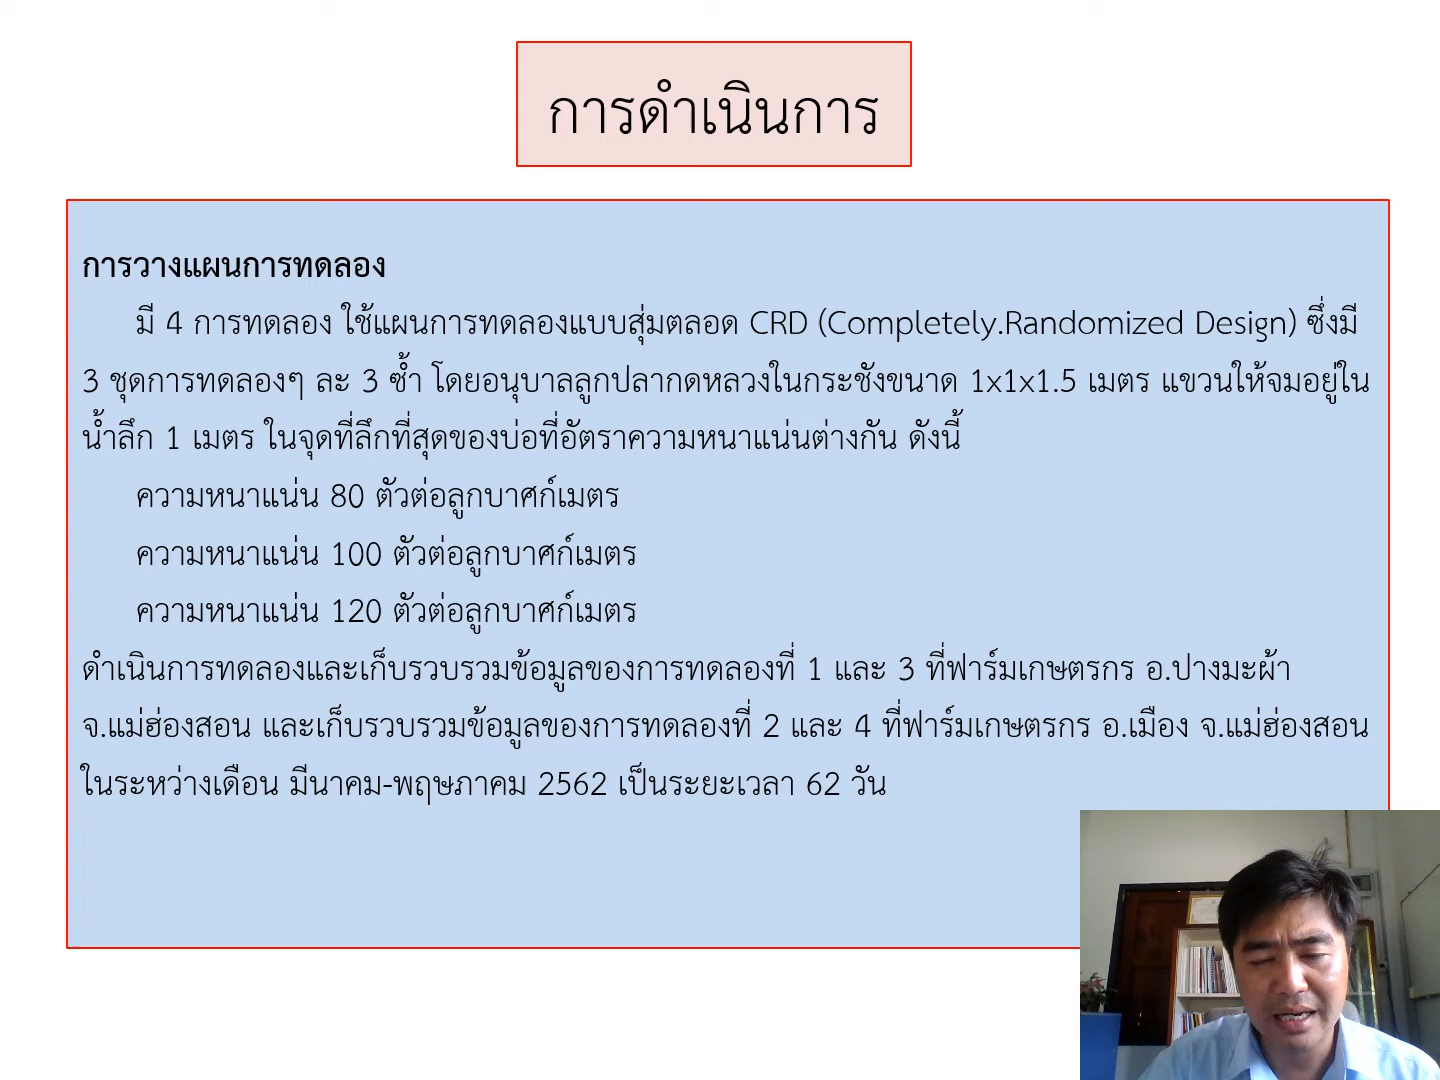 การดำเนินการ
การวางแผนการทดลอง
มี 4 การทดลอง ใช้แผนการทดลองแบบสุ่มตลอด CRD (Completely.Randomized Design) ซึ่งมี
3 ชุดการทดลองๆ ละ 3 ซ้ำ โดยอนุบาลลูกปลากดหลวงในกระชังขนาด 1x1x1.5 เมตร แขวนให้จมอยู่ใน
น้ำลึก 1 เมตร ในจุดที่ลึกที่สุดของบ่อที่อัตราความหนาแน่นต่างกัน ดังนี้
ความหนาแน่น 80 ตัวต่อลูกบาศก์เมตร
ความหนาแน่น 100 ตัวต่อลูกบาศก์เมตร
ความหนาแน่น 120 ตัวต่อลูกบาศก์เมตร
ดำเนินการทดลองและเก็บรวบรวมข้อมูลของการทดลองที่ 1 และ 3 ที่ฟาร์มเกษตรกร อ.ปางมะผ้า
จ.แม่ฮ่องสอน และเก็บรวบรวมข้อมูลของการทดลองที่ 2 และ 4 ที่ฟาร์มเกษตรกร อ.เมือง จ.แม่ฮ่องสอน
ในระหว่างเดือน มีนาคม-พฤษภาคม 2562 เป็นระยะเวลา 62 วัน